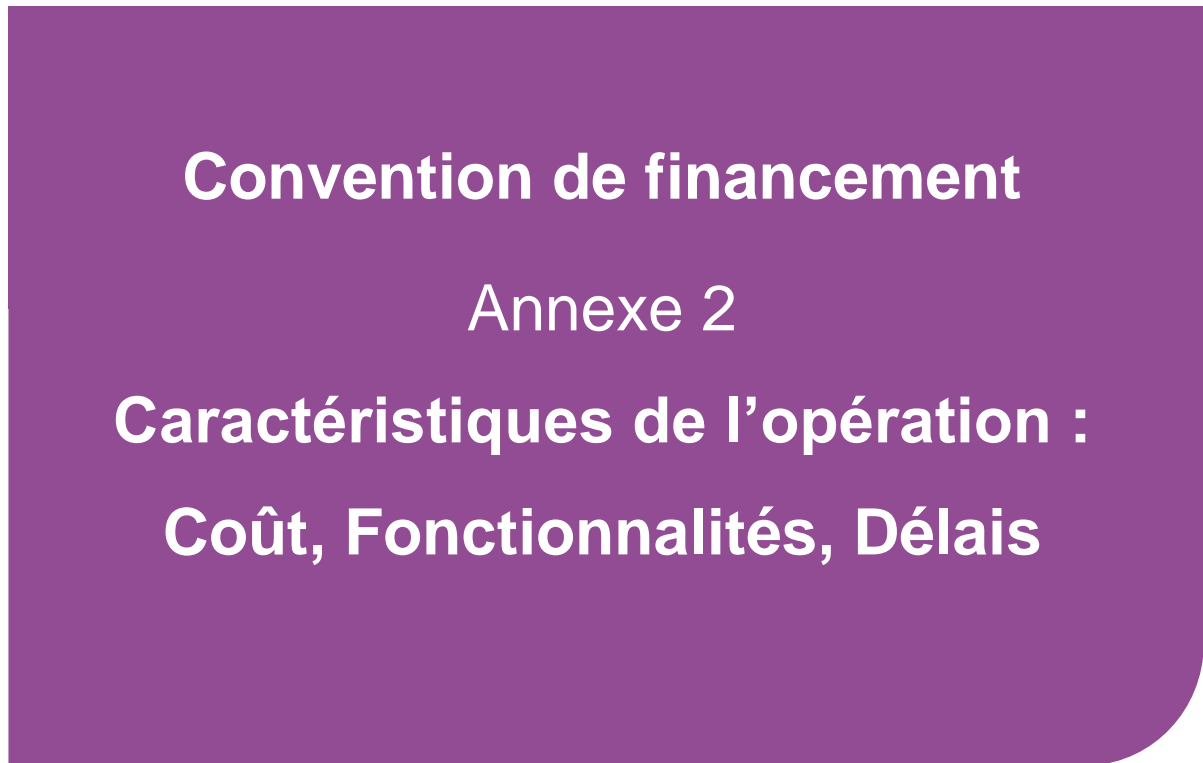 Convention de financement
Annexe 2
Caractéristiques de l’opération :
Coût, Fonctionnalités, Délais